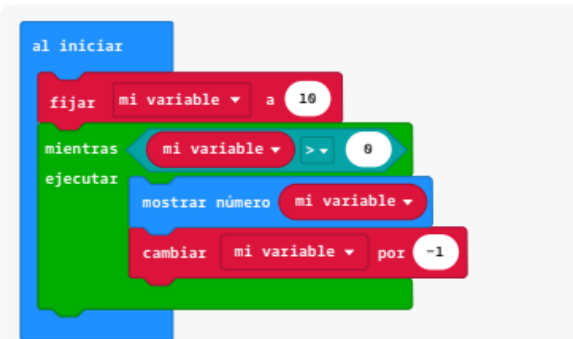 al iniciar
fijar mi variable a 10
mientras mi variable > 0
ejecutar
mostrar número mi variable
cambiar mi variable por -1